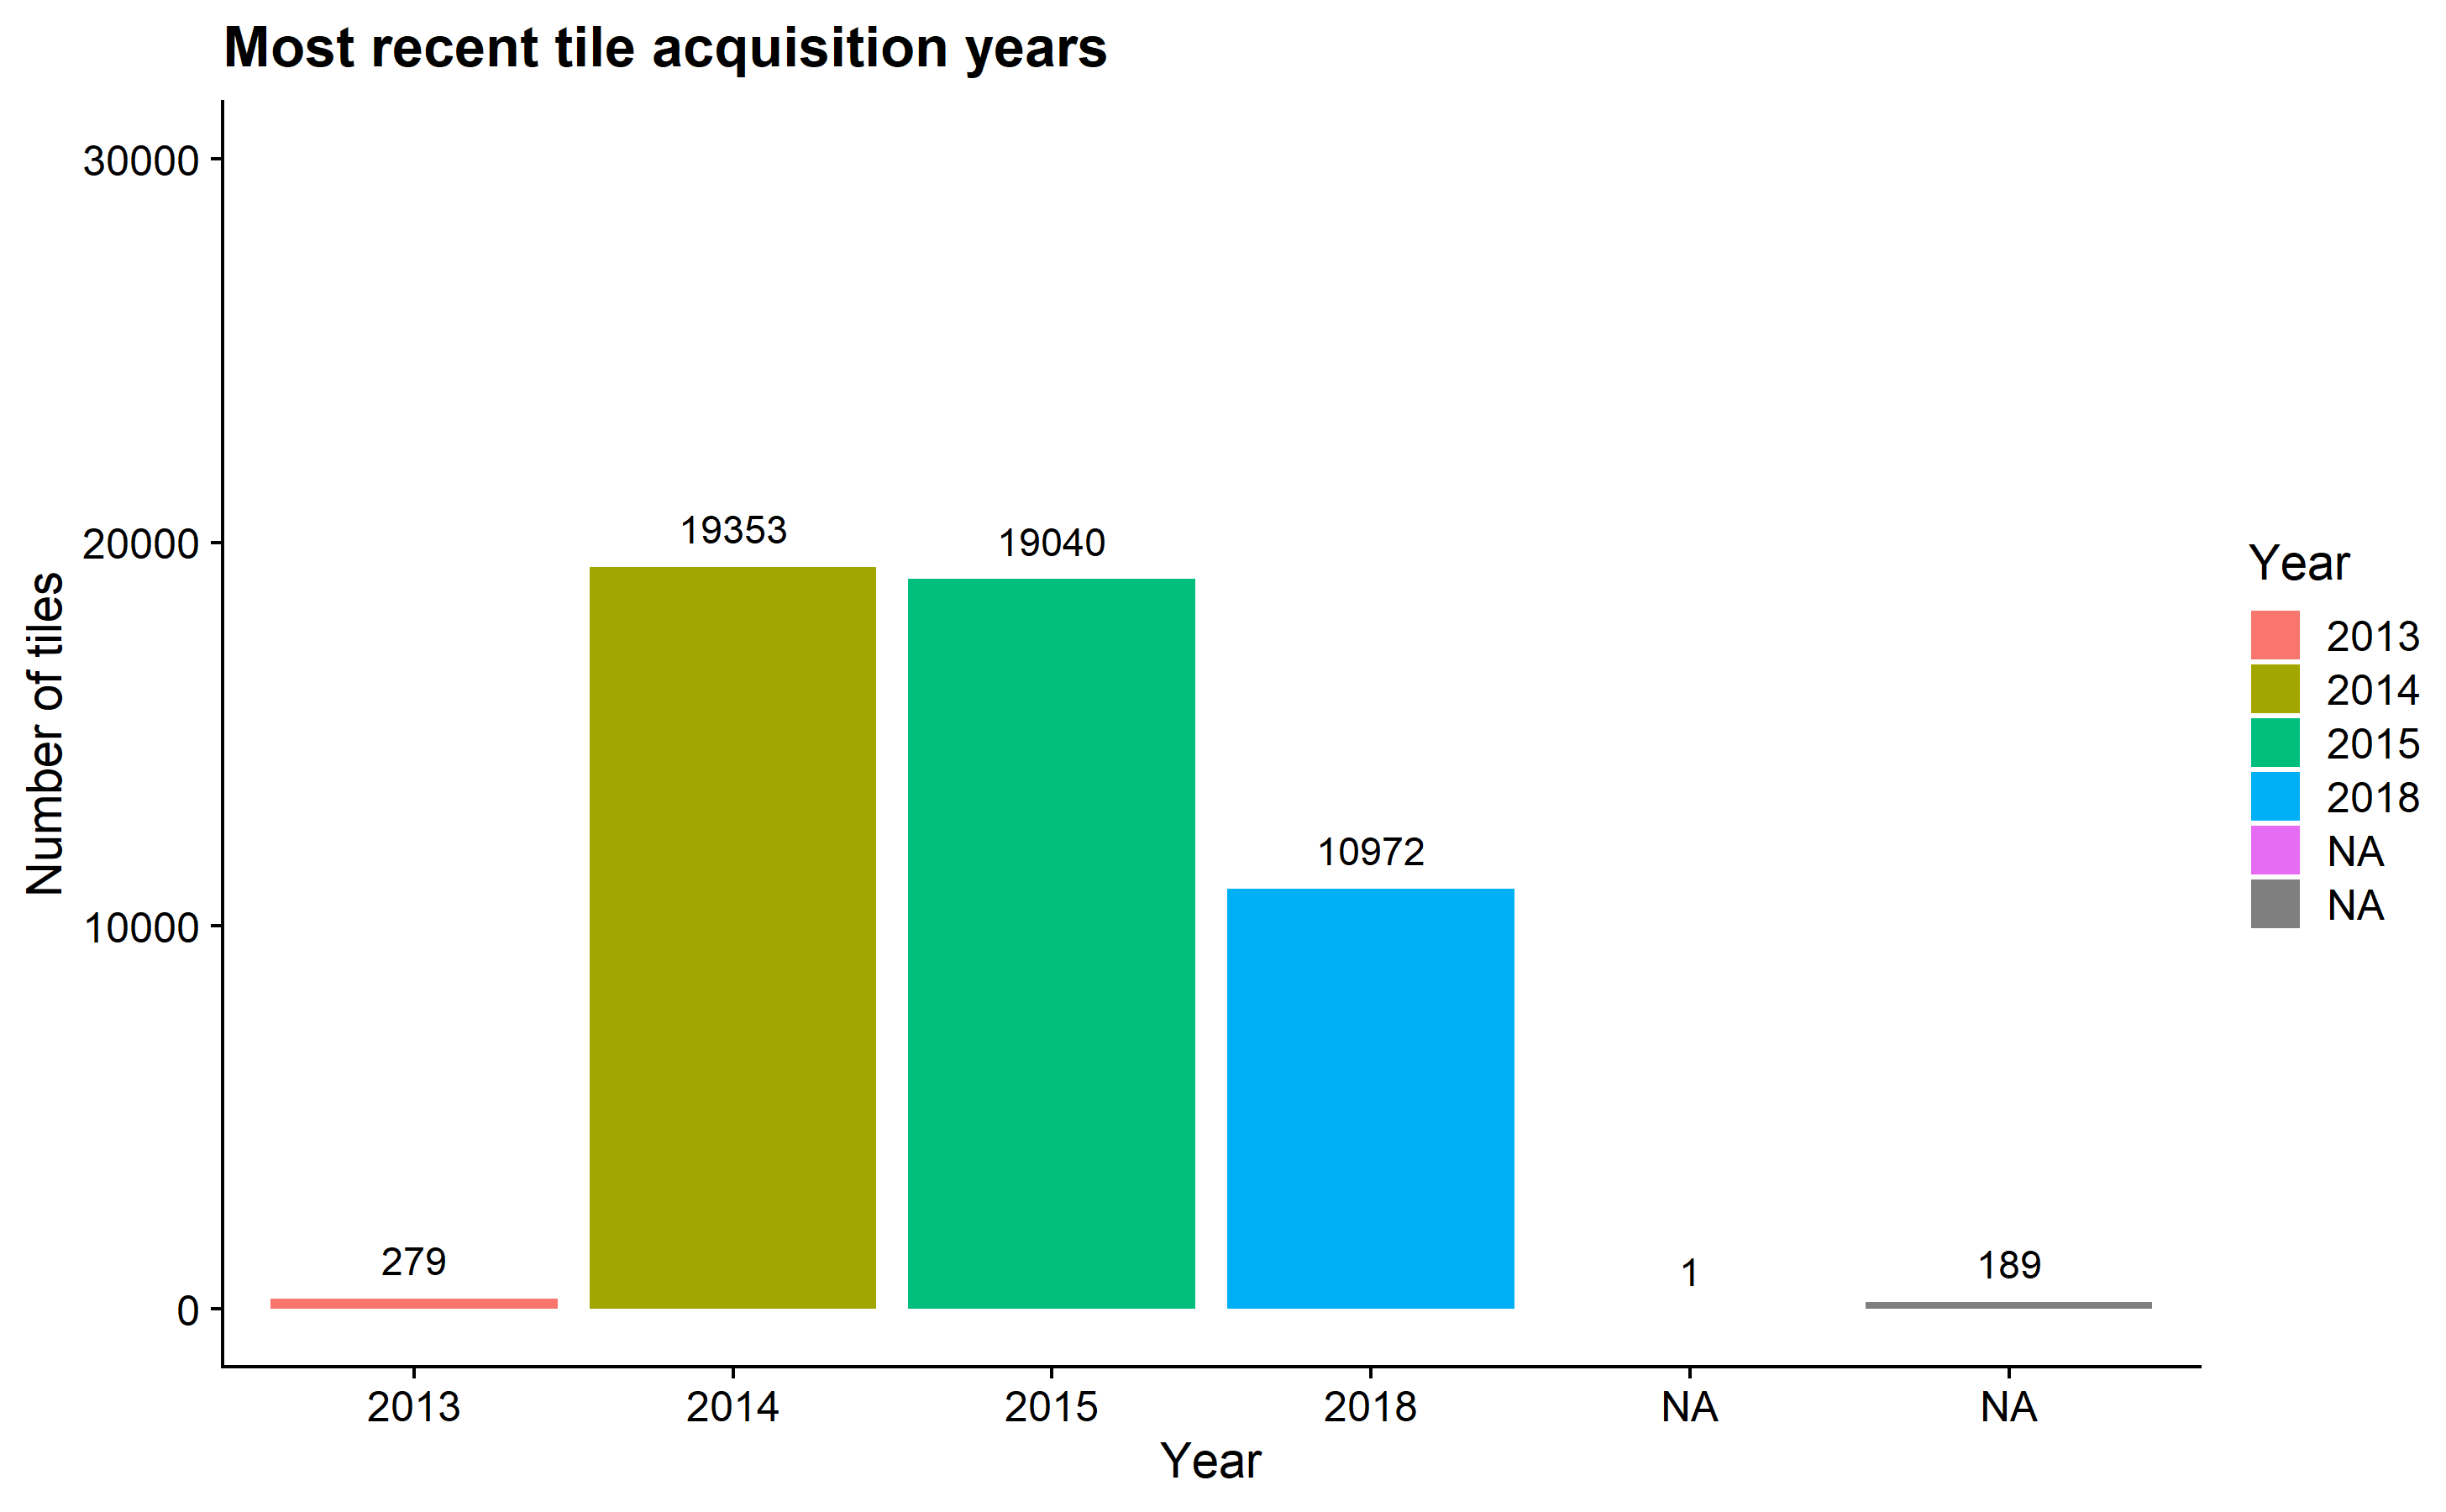 Most recent tile acquisition years
Number of tiles
30000
20000
10000
0
279
19353
19040
10972
1
189
2013
2014
2015
2018
NA
NA
Year
Year
2013
2014
2015
2018
NA
NA